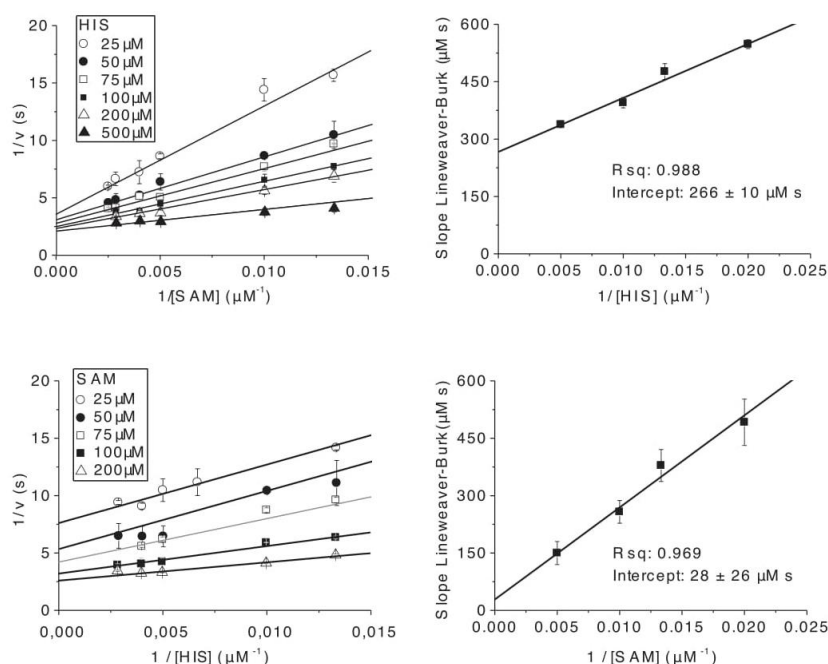 HIS
25 µM
50 µM
75 µM
100 µM
200 µM
500 µM
20
15
10
5
0
0.000 0.005 0.010 0.015
1/v (s)
1/[SAM] (µM⁻¹)
600
450
300
150
0
0.000 0.005 0.010 0.015 0.020 0.025
Slope Lineweaver-Burk (µM s)
R sq: 0.988
Intercept: 266 ± 10 µM s
1/[HIS] (µM⁻¹)
SAM
25 µM
50 µM
75 µM
100 µM
200 µM
20
15
10
5
0
0,000 0,005 0,010 0,015
1/v (s)
1 /[HIS] (µM⁻¹)
600
450
300
150
0
0.000 0.005 0.010 0.015 0.020 0.025
Slope Lineweaver-Burk (µM s)
R sq: 0.969
Intercept: 28 ± 26 µM s
1/[SAM] (µM⁻¹)